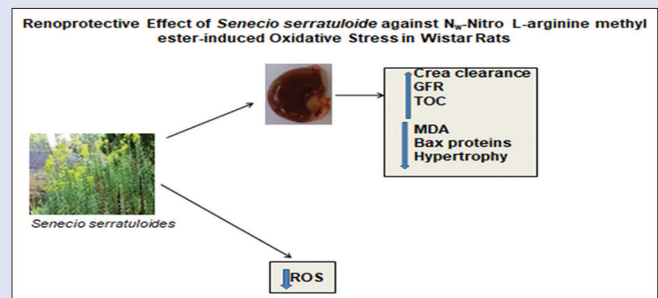 Renoprotective Effect of Senecio serratuloide against Nw-Nitro L-arginine methyl
ester-induced Oxidative Stress in Wistar Rats
Crea clearance
GFR
TOC
MDA
Bax proteins
Hypertrophy
Senecio serratuloides
ROS